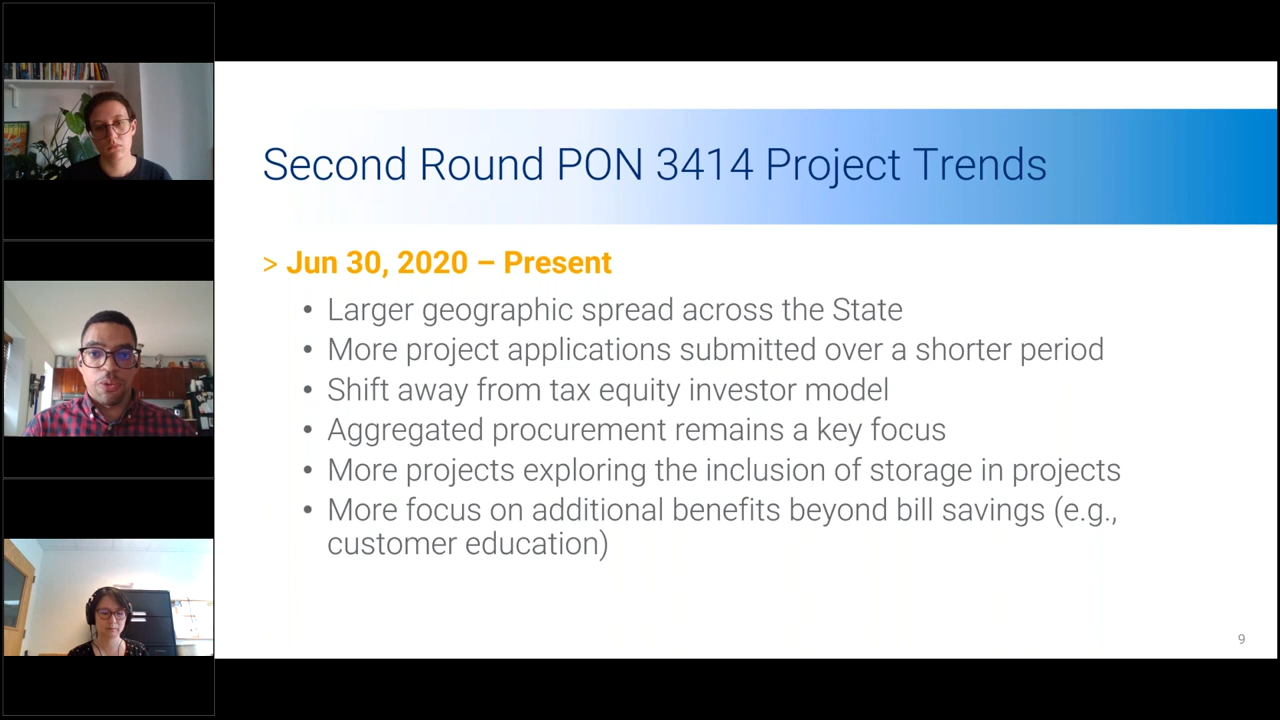 Second Round PON 3414 Project Trends
> Jun 30, 2020 – Present
• Larger geographic spread across the State
• More project applications submitted over a shorter period
• Shift away from tax equity investor model
• Aggregated procurement remains a key focus
• More projects exploring the inclusion of storage in projects
• More focus on additional benefits beyond bill savings (e.g.,
customer education)
9